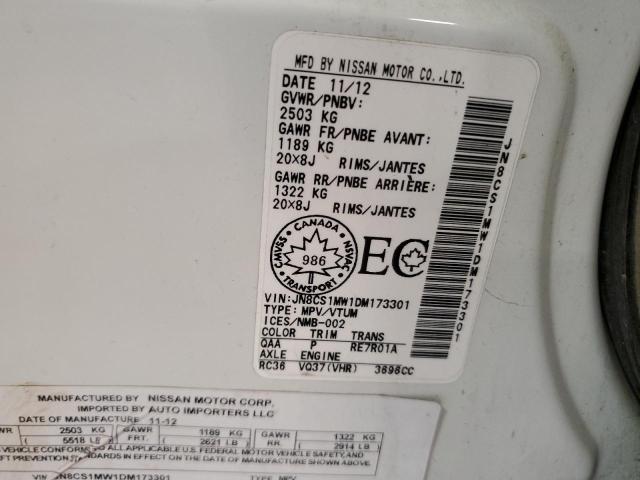 MFD BY NISSAN MOTOR CO.,LTD.
DATE 11/12
GVWR/PNBV:
2503 KG
GAWR FR/PNBE AVANT:
1189 KG
20X8J RIMS/JANTES
GAWR RR/PNBE ARRIÈRE:
1322 KG
20X8J RIMS/JANTES
CANADA
CMVSS
NSVAC
986
TRANSPORT
EC
VIN:JN8CS1MW1DM173301
TYPE: MPV/VTUM
ICES/NMB-002
COLOR TRIM TRANS
QAA P RE7R01A
AXLE ENGINE
RC36 VQ37(VHR) 3696CC
JN8CS1MW1DM173301
MANUFACTURED BY NISSAN MOTOR CORP.
IMPORTED BY AUTO IMPORTERS LLC
DATE OF MANUFACTURE 11-12
2503 KG GAWR 1189 KG GAWR 1322 KG
( 5518 LB ) FRT. ( 2621 LB ) RR. ( 2914 LB )
VEHICLE CONFORMS TO ALL APPLICABLE U.S. FEDERAL MOTOR VEHICLE SAFETY, AND
PREVENTION STANDARDS IN EFFECT ON THE DATE OF MANUFACTURE SHOWN ABOVE.
JN8CS1MW1DM173301 TYPE MPV